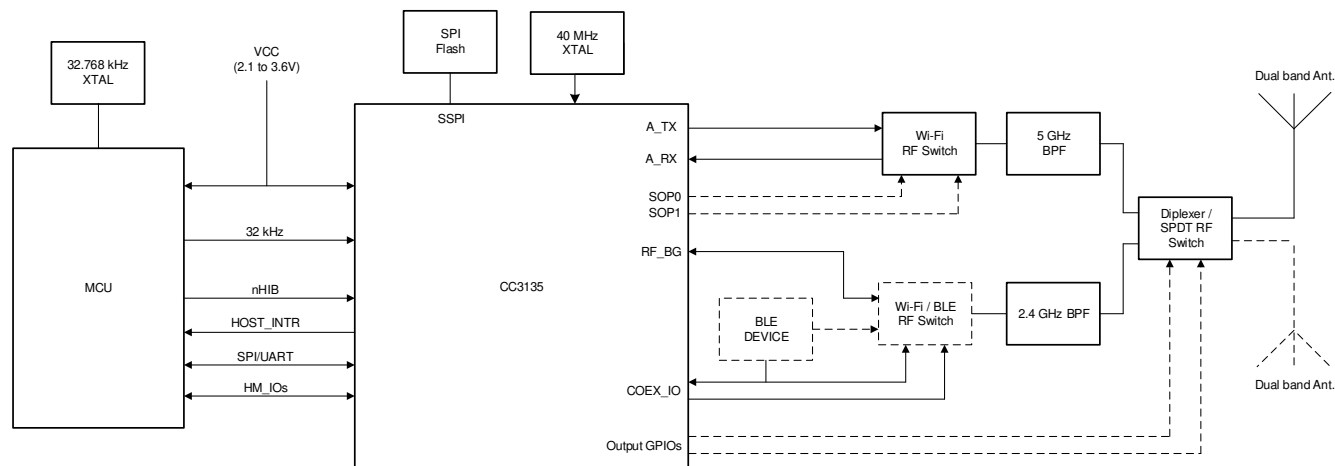 32.768 kHz
XTAL
VCC
(2.1 to 3.6V)
SPI
Flash
40 MHz
XTAL
MCU
32 kHz
nHIB
HOST_INTR
SPI/UART
HM_IOs
SSPI
CC3135
A_TX
A_RX
SOP0
SOP1
RF_BG
COEX_IO
Output GPIOs
BLE
DEVICE
Wi-Fi
RF Switch
Wi-Fi / BLE
RF Switch
5 GHz
BPF
2.4 GHz BPF
Diplexer /
SPDT RF
Switch
Dual band Ant.
Dual band Ant.